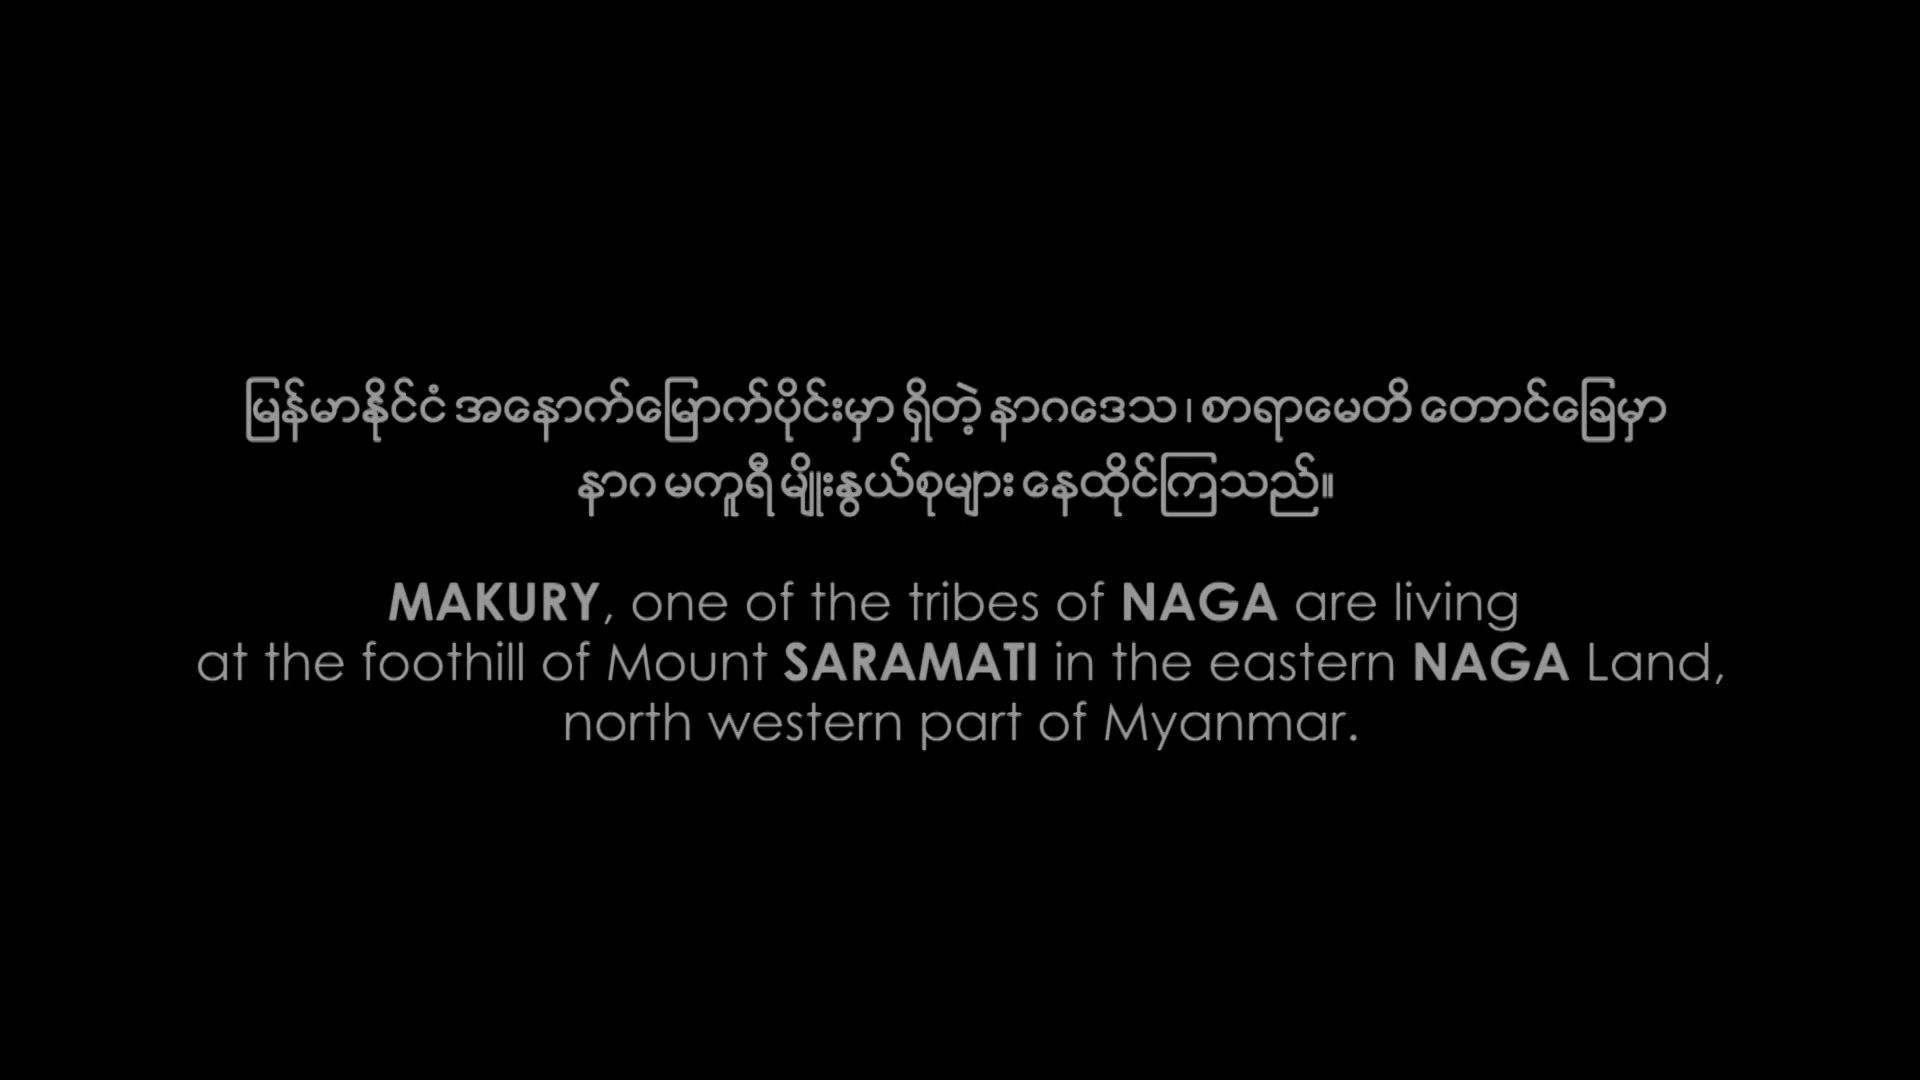 မြန်မာနိုင်ငံ အနောက်မြောက်ပိုင်းမှာ ရှိတဲ့ နာဂဒေသ ၊ စာရာမေတိ တောင်ခြေမှာ
နာဂ မကူရီ မျိုးနွယ်စုများ နေထိုင်ကြသည်။
MAKURY, one of the tribes of NAGA are living
at the foothill of Mount SARAMATI in the eastern NAGA Land,
north western part of Myanmar.